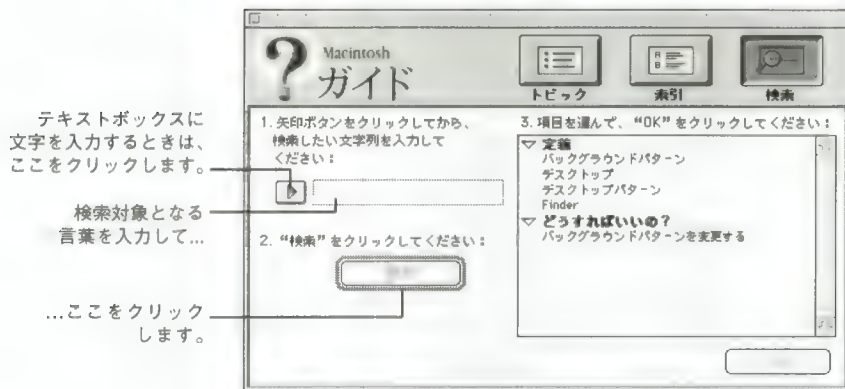 テキストボックスに
文字を入力するときは、
ここをクリックします。
検索対象となる
言葉を入力して...
...ここをクリック
します。
Macintosh
ガイド
トピック
索引
検索
1. 矢印ボタンをクリックしてから、
検索したい文字列を入力して
ください：
2. “検索”をクリックしてください：
3. 項目を選んで、“OK”をクリックしてください：
▽ 定義
バックグラウンドパターン
デスクトップ
デスクトップパターン
Finder
▽ どうすればいいの？
バックグラウンドパターンを変更する